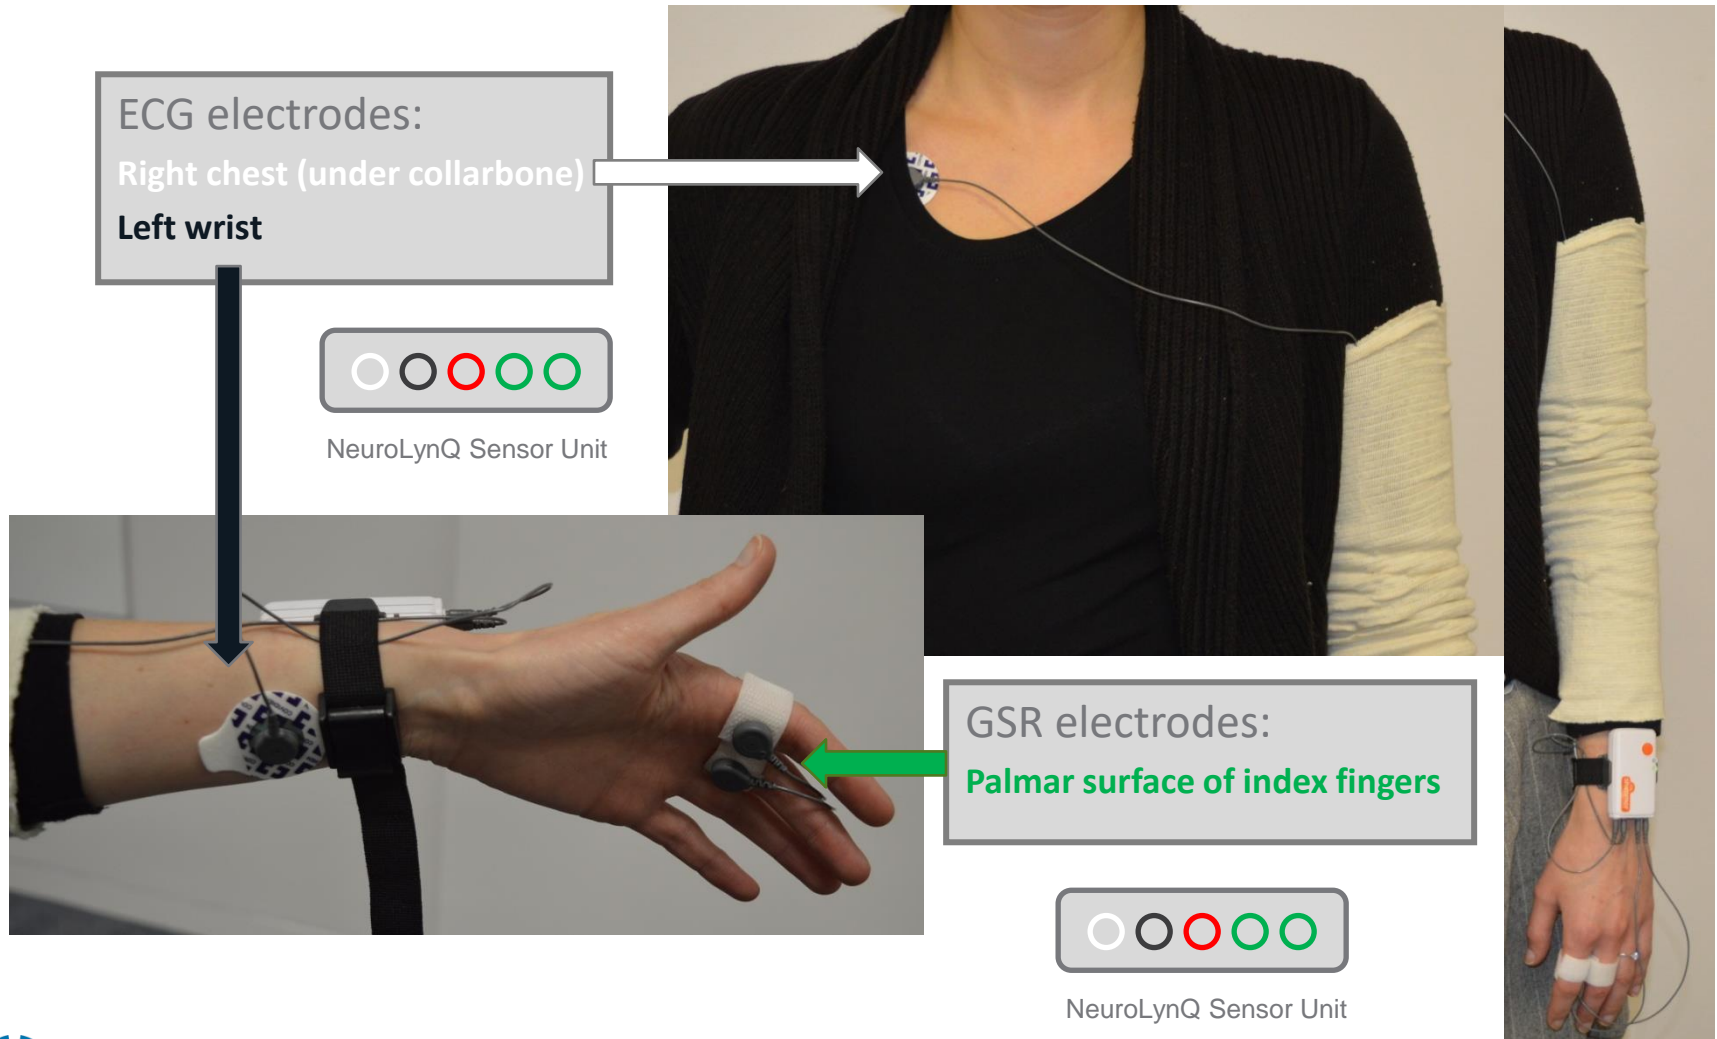 ECG electrodes:
Right chest (under collarbone)
Left wrist
NeuroLynQ Sensor Unit
GSR electrodes:
Palmar surface of index fingers
NeuroLynQ Sensor Unit